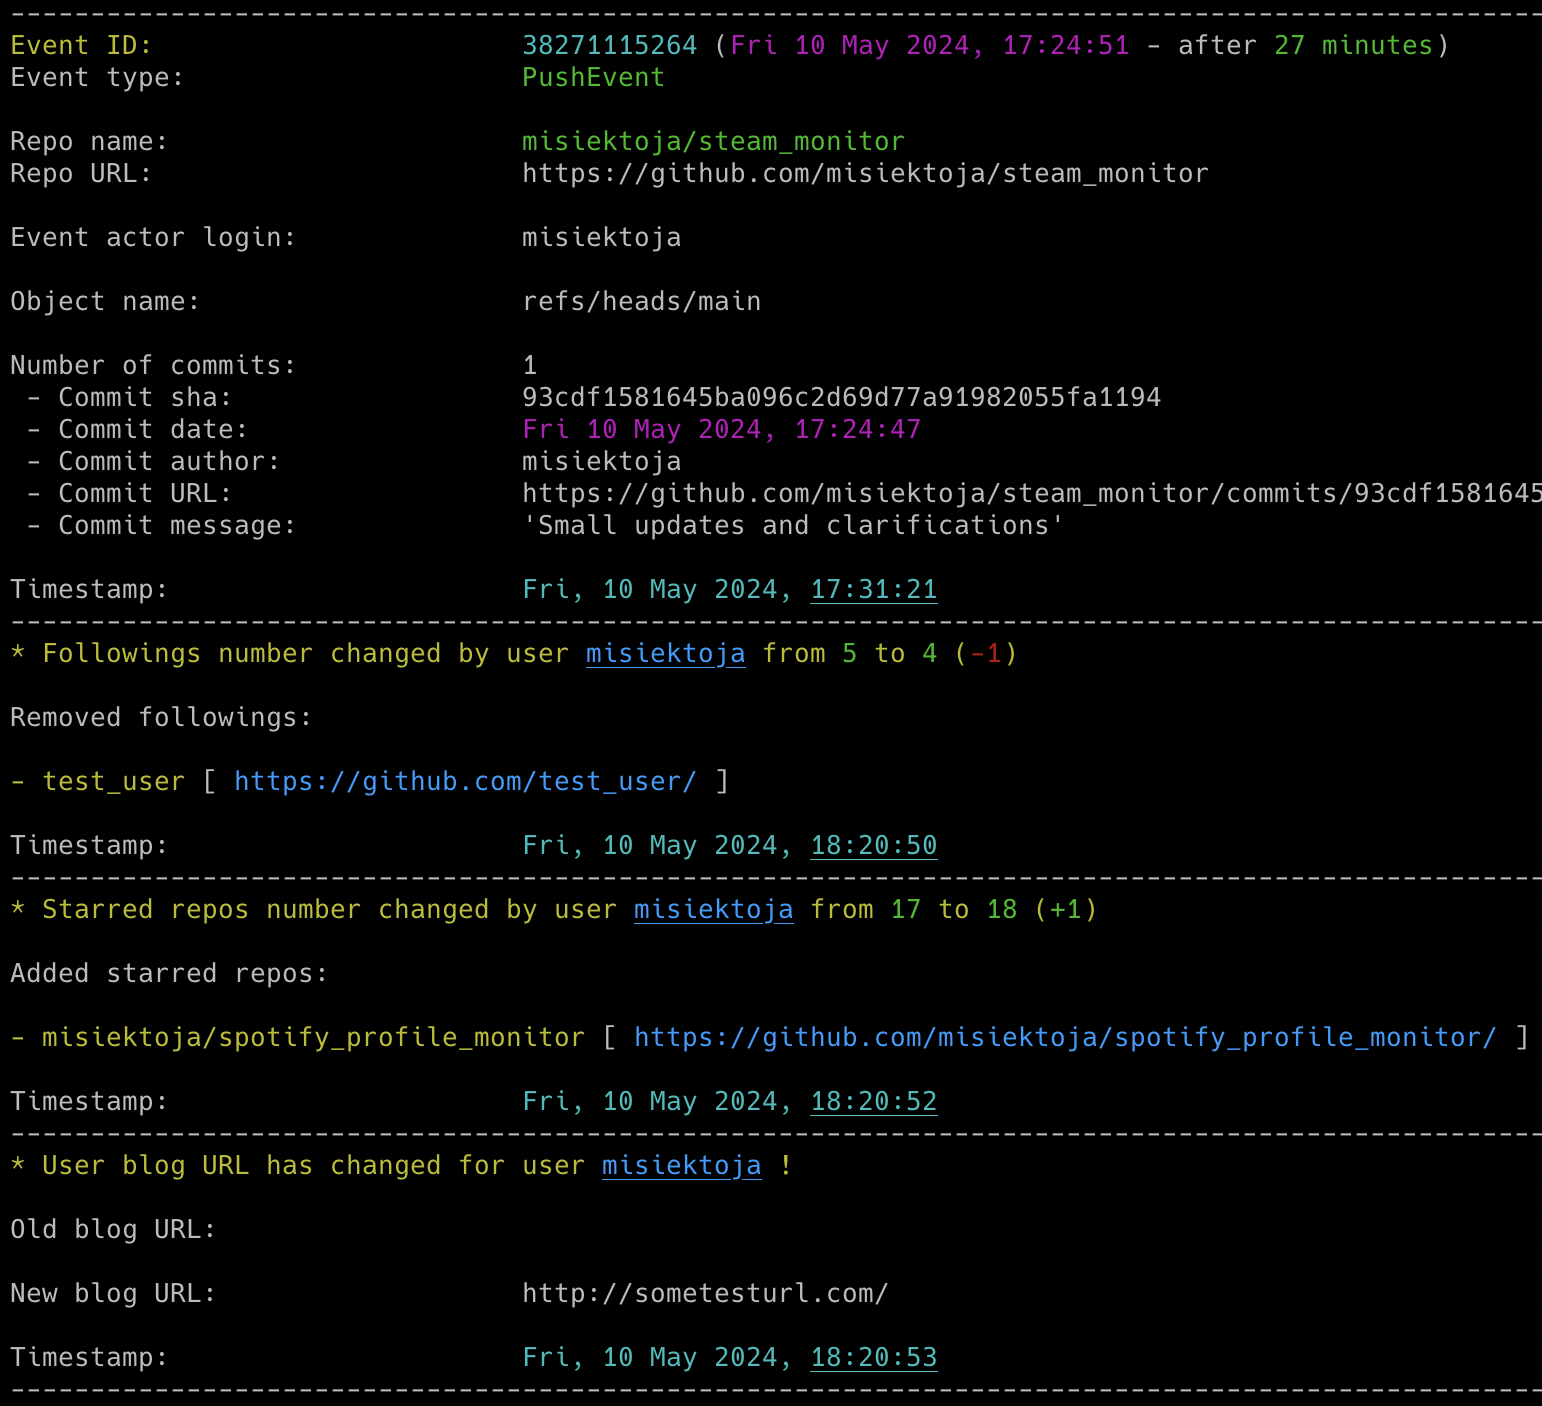 Event ID: 38271115264 (Fri 10 May 2024, 17:24:51 - after 27 minutes)
Event type: PushEvent
Repo name: misiektoja/steam_monitor
Repo URL: https://github.com/misiektoja/steam_monitor
Event actor login: misiektoja
Object name: refs/heads/main
Number of commits: 1
- Commit sha: 93cdf1581645ba096c2d69d77a91982055fa1194
- Commit date: Fri 10 May 2024, 17:24:47
- Commit author: misiektoja
- Commit URL: https://github.com/misiektoja/steam_monitor/commits/93cdf1581645
- Commit message: 'Small updates and clarifications'
Timestamp: Fri, 10 May 2024, 17:31:21
* Followings number changed by user misiektoja from 5 to 4 (-1)
Removed followings:
- test_user [ https://github.com/test_user/ ]
Timestamp: Fri, 10 May 2024, 18:20:50
* Starred repos number changed by user misiektoja from 17 to 18 (+1)
Added starred repos:
- misiektoja/spotify_profile_monitor [ https://github.com/misiektoja/spotify_profile_monitor/ ]
Timestamp: Fri, 10 May 2024, 18:20:52
* User blog URL has changed for user misiektoja !
Old blog URL:
New blog URL: http://sometesturl.com/
Timestamp: Fri, 10 May 2024, 18:20:53